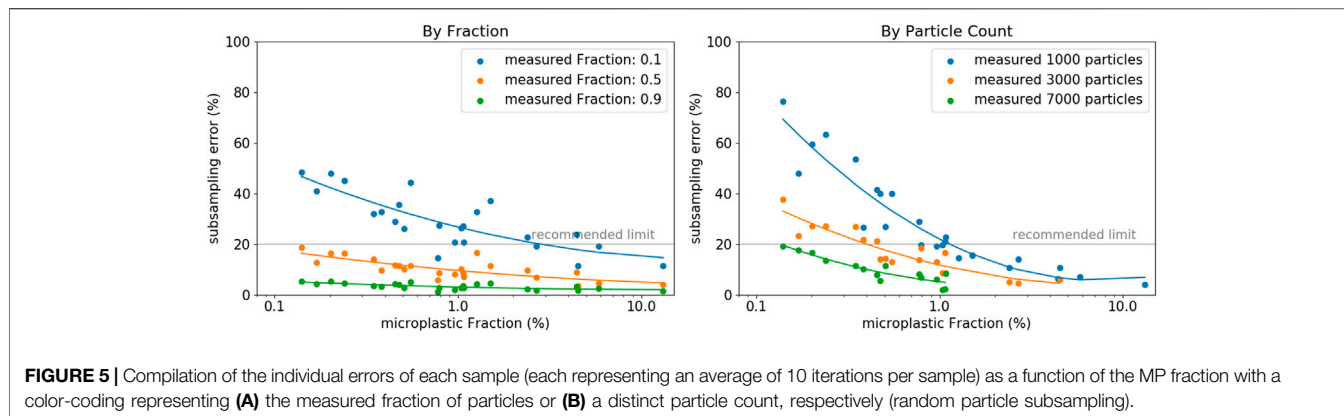 By Fraction
100
80
60
40
20
0
subsampling error (%)
measured Fraction: 0.1
measured Fraction: 0.5
measured Fraction: 0.9
recommended limit
0.1
1.0
10.0
microplastic Fraction (%)
By Particle Count
100
80
60
40
20
0
subsampling error (%)
measured 1000 particles
measured 3000 particles
measured 7000 particles
recommended limit
0.1
1.0
10.0
microplastic Fraction (%)
FIGURE 5 | Compilation of the individual errors of each sample (each representing an average of 10 iterations per sample) as a function of the MP fraction with a
color-coding representing (A) the measured fraction of particles or (B) a distinct particle count, respectively (random particle subsampling).